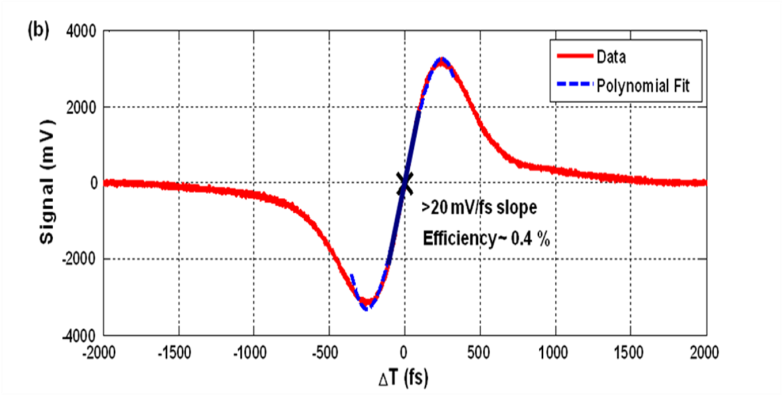 (b)
4000
2000
0
-2000
-4000
Signal (mV)
Data
Polynomial Fit
>20 mV/fs slope
Efficiency~ 0.4 %
-2000 -1500 -1000 -500 0 500 1000 1500 2000
ΔT (fs)